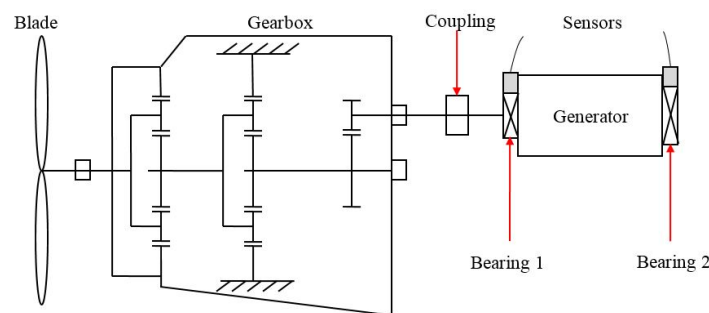 Blade
Gearbox
Coupling
Sensors
Generator
Bearing 1
Bearing 2